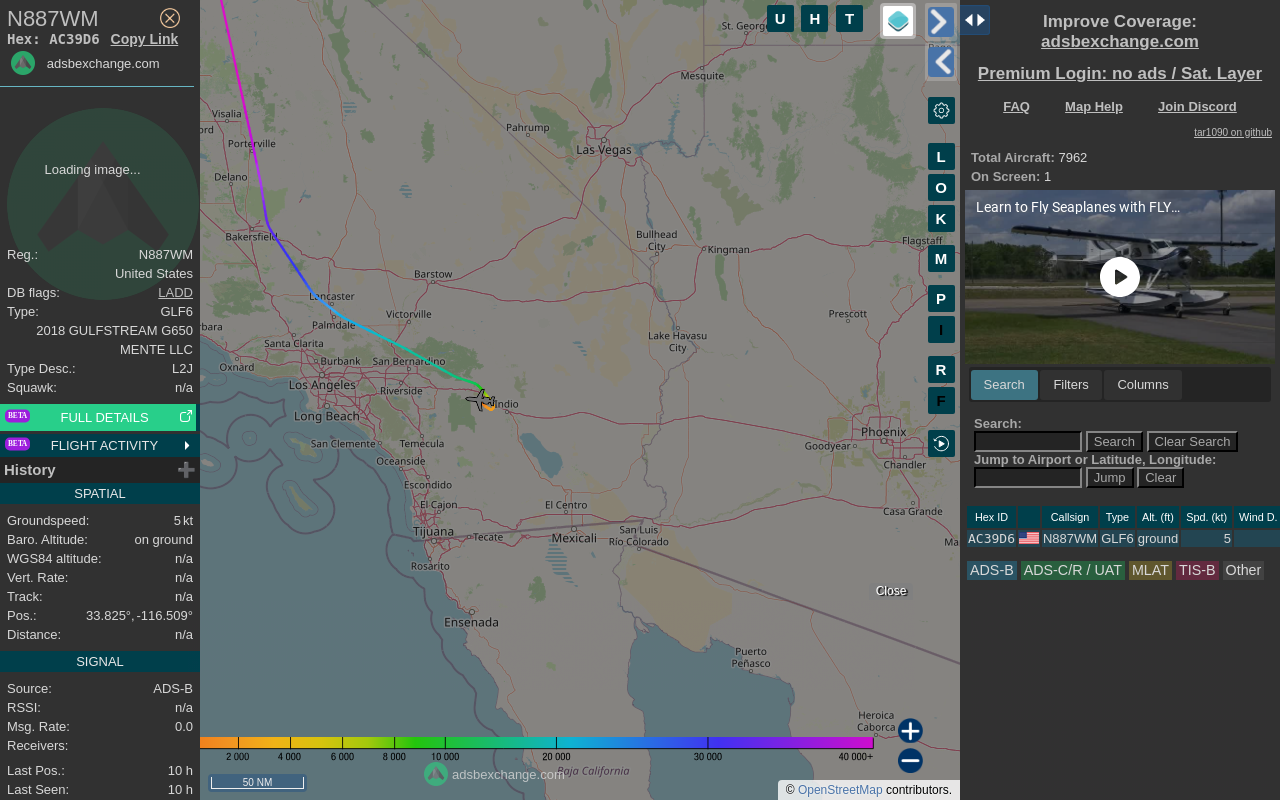 N887WM
Hex: AC39D6 Copy Link
adsbexchange.com
Loading image...
Reg.: N887WM
United States
DB flags: LADD
Type: GLF6
2018 GULFSTREAM G650
MENTE LLC
Type Desc.: L2J
Squawk: n/a
BETA FULL DETAILS
BETA FLIGHT ACTIVITY
History
SPATIAL
Groundspeed: 5 kt
Baro. Altitude: on ground
WGS84 altitude: n/a
Vert. Rate: n/a
Track: n/a
Pos.: 33.825°, -116.509°
Distance: n/a
SIGNAL
Source: ADS-B
RSSI: n/a
Msg. Rate: 0.0
Receivers:
Last Pos.: 10 h
Last Seen: 10 h
U H T
L
O
K
M
P
I
R
F
St. George
Mesquite
Visalia
Porterville
Pahrump
Las Vegas
Delano
Bakersfield
Bullhead
City
Kingman
Flagstaff
Barstow
Lancaster
Palmdale
Victorville
Prescott
Santa Clarita
Lake Havasu
City
Oxnard
Burbank
San Bernardino
Los Angeles
Riverside
Long Beach
Indio
San Clemente
Temecula
Phoenix
Goodyear
Oceanside
Chandler
Escondido
El Cajon
El Centro
Casa Grande
Tijuana
Tecate
Mexicali
San Luis
Río Colorado
Rosarito
Close
Ensenada
Puerto
Peñasco
Heroica
Caborca
Baja California
2 000 4 000 6 000 8 000 10 000 20 000 30 000 40 000+
adsbexchange.com
50 NM
© OpenStreetMap contributors.
Improve Coverage:
adsbexchange.com
Premium Login: no ads / Sat. Layer
FAQ Map Help Join Discord
tar1090 on github
Total Aircraft: 7962
On Screen: 1
Learn to Fly Seaplanes with FLY...
Search Filters Columns
Search:
Search Clear Search
Jump to Airport or Latitude, Longitude:
Jump Clear
Hex ID Callsign Type Alt. (ft) Spd. (kt) Wind D.
AC39D6 N887WM GLF6 ground 5
ADS-B ADS-C/R / UAT MLAT TIS-B Other